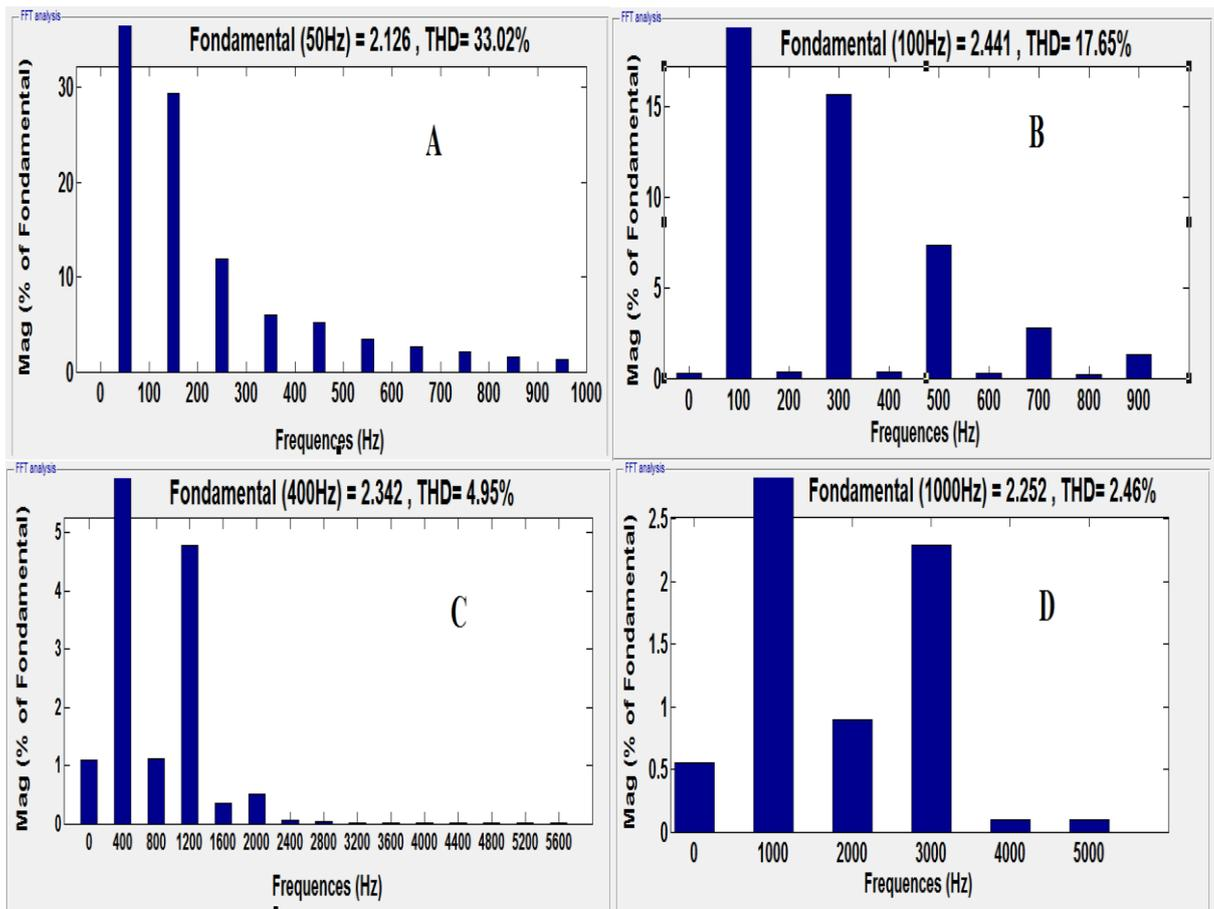 FFT analysis
Fondamental (50Hz) = 2.126 , THD= 33.02%
Mag (% of Fondamental)
30
20
10
0
A
0 100 200 300 400 500 600 700 800 900 1000
Frequences (Hz)
FFT analysis
Fondamental (100Hz) = 2.441 , THD= 17.65%
Mag (% of Fondamental)
15
10
5
0
B
0 100 200 300 400 500 600 700 800 900
Frequences (Hz)
FFT analysis
Fondamental (400Hz) = 2.342 , THD= 4.95%
Mag (% of Fondamental)
5
4
3
2
1
0
C
0 400 800 1200 1600 2000 2400 2800 3200 3600 4000 4400 4800 5200 5600
Frequences (Hz)
FFT analysis
Fondamental (1000Hz) = 2.252 , THD= 2.46%
Mag (% of Fondamental)
2.5
2
1.5
1
0.5
0
D
0 1000 2000 3000 4000 5000
Frequences (Hz)